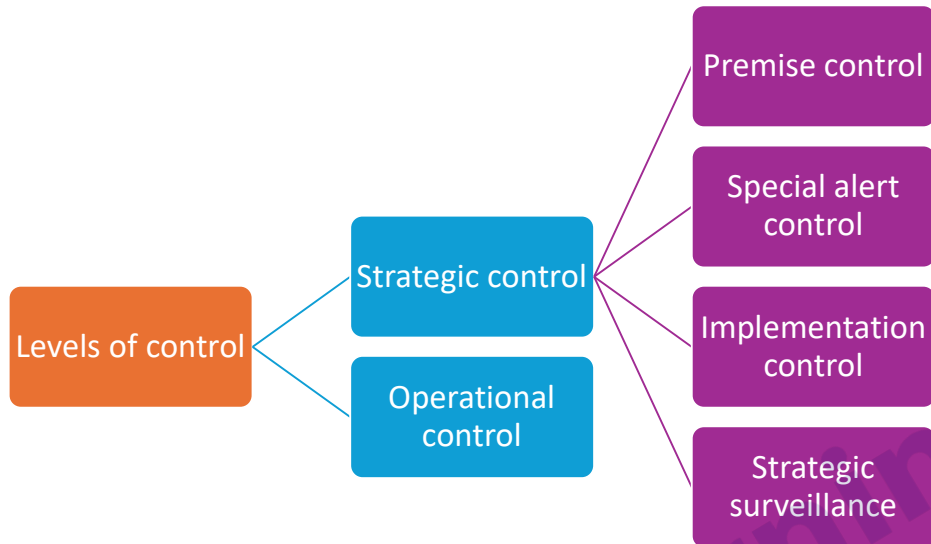 Levels of control
Strategic control
Operational
control
Premise control
Special alert
control
Implementation
control
Strategic
surveillance